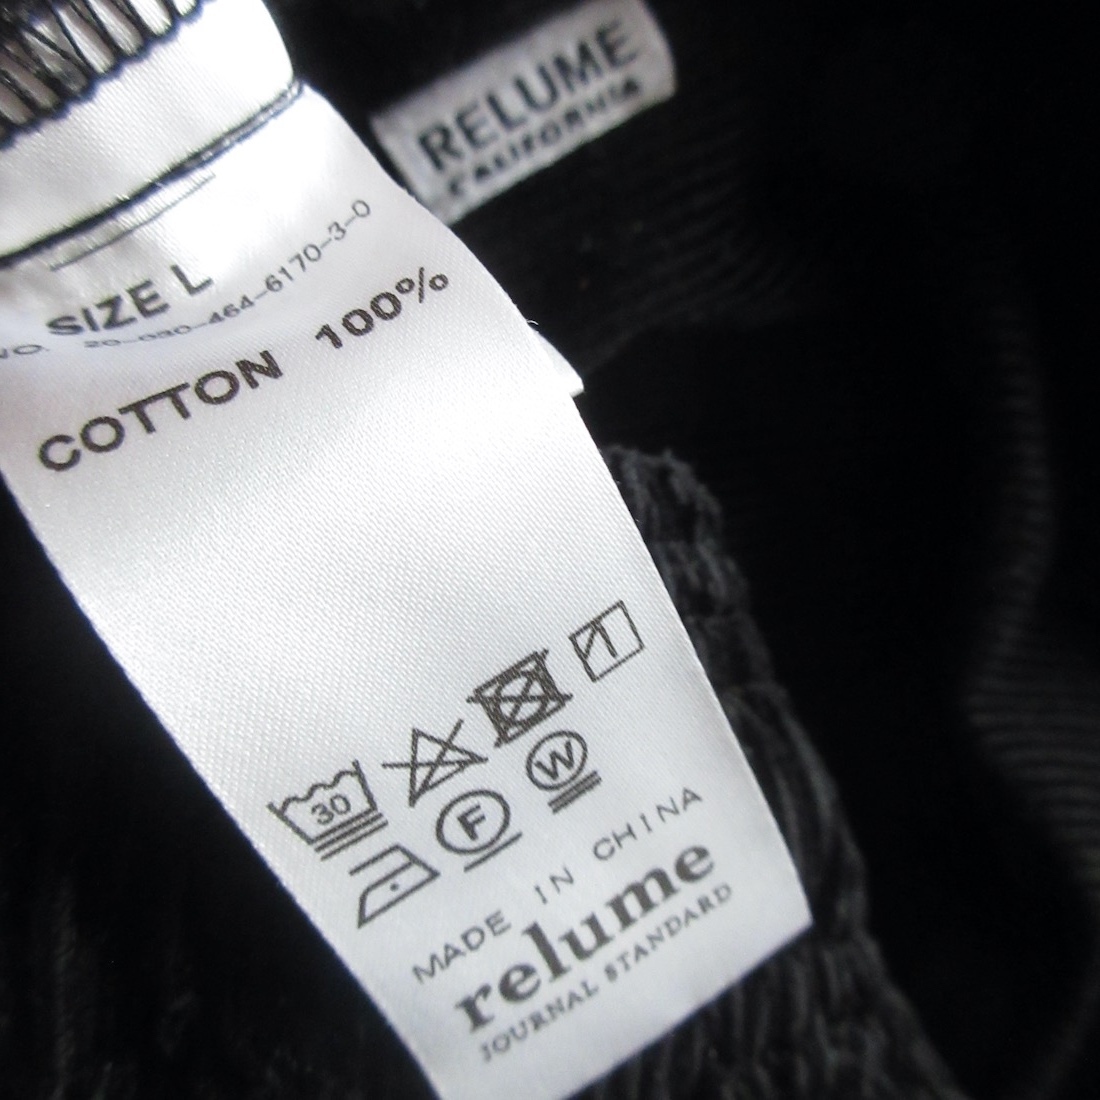 RELUME
CALIFORNIA
SIZE L
NO. 20-030-464-6170-3-0
COTTON 100%
30
F
W
MADE IN CHINA
relume
JOURNAL STANDARD